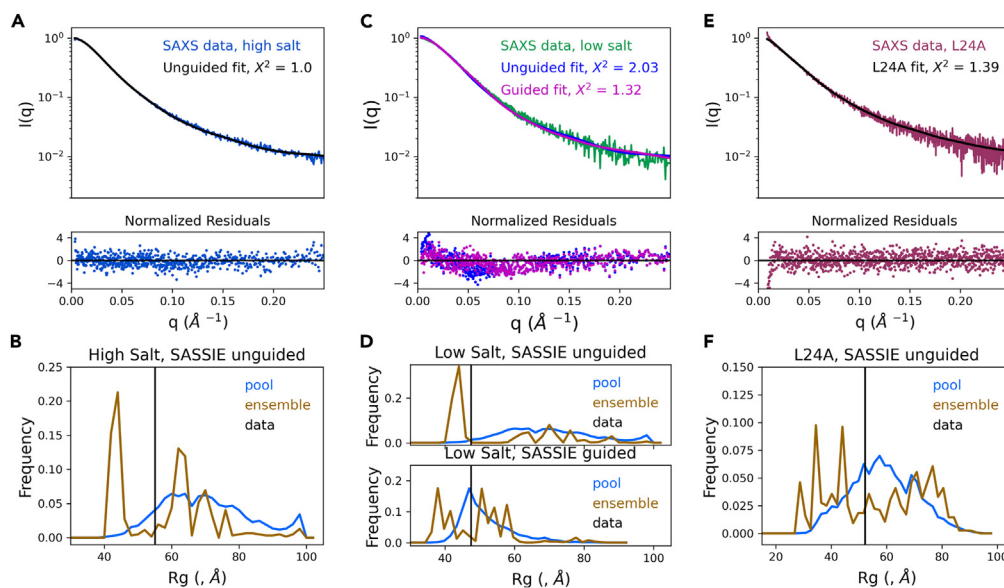 A
10⁰
10⁻¹
10⁻²
I(q)
SAXS data, high salt
Unguided fit, X² = 1.0
Normalized Residuals
4
0
−4
0.00
0.05
0.10
0.15
0.20
q (Å ⁻¹)
B
High Salt, SASSIE unguided
0.25
0.20
0.15
0.10
0.05
0.00
Frequency
pool
ensemble
data
40
60
80
100
Rg (, Å)
C
10⁰
10⁻¹
10⁻²
I(q)
SAXS data, low salt
Unguided fit, X² = 2.03
Guided fit, X² = 1.32
Normalized Residuals
4
0
−4
0.00
0.05
0.10
0.15
0.20
q (Å ⁻¹)
D
Low Salt, SASSIE unguided
0.2
0.0
Frequency
pool
ensemble
data
Low Salt, SASSIE guided
0.2
0.1
0.0
Frequency
pool
ensemble
data
40
60
80
100
Rg (, Å)
E
10⁰
10⁻¹
10⁻²
I(q)
SAXS data, L24A
L24A fit, X² = 1.39
Normalized Residuals
4
0
−4
0.00
0.05
0.10
0.15
0.20
q (Å ⁻¹)
F
L24A, SASSIE unguided
0.150
0.125
0.100
0.075
0.050
0.025
0.000
Frequency
pool
ensemble
data
20
40
60
80
100
Rg (, Å)